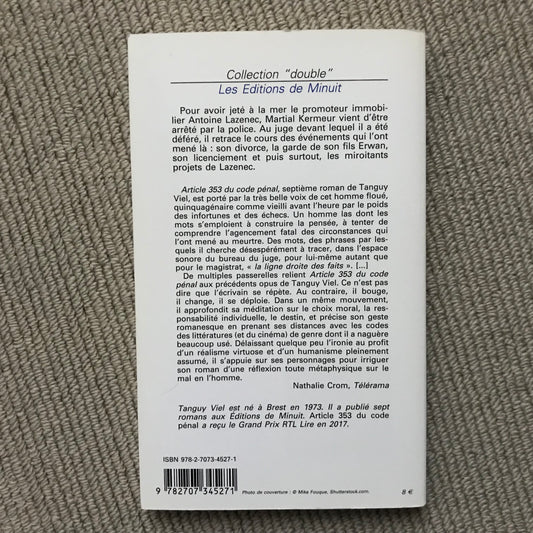 Collection "double"
Les Editions de Minuit
Pour avoir jeté à la mer le promoteur immobi-
lier Antoine Lazenec, Martial Kermeur vient d'être
arrêté par la police. Au juge devant lequel il a été
déféré, il retrace le cours des événements qui l'ont
mené là : son divorce, la garde de son fils Erwan,
son licenciement et puis surtout, les miroitants
projets de Lazenec.
Article 353 du code pénal, septième roman de Tanguy
Viel, est porté par la très belle voix de cet homme floué,
quinquagénaire comme vieilli avant l'heure par le poids
des infortunes et des échecs. Un homme las dont les mots
s'emploient à construire la pensée, à tenter de
comprendre l'agencement fatal des circonstances qui
l'ont mené au meurtre. Des mots, des phrases par les-
quels il cherche désespérément à tracer, dans l'espace
sonore du bureau du juge, pour lui-même autant que
pour le magistrat, « la ligne droite des faits ». [...]
De multiples passerelles relient Article 353 du code
pénal aux précédents opus de Tanguy Viel. Ce n'est pas
dire que l'écrivain se répète. Au contraire, il bouge,
il change, il se déploie. Dans un même mouvement,
il approfondit sa méditation sur le choix moral, la res-
ponsabilité individuelle, le destin, et précise son geste
romanesque en prenant ses distances avec les codes
des littératures (et du cinéma) de genre dont il a naguère
beaucoup usé. Délaissant quelque peu l'ironie au profit
d'un réalisme virtuose et d'un humanisme pleinement
assumé, il s'appuie sur ses personnages pour irriguer
son roman d'une réflexion toute métaphysique sur le
mal en l'homme.
Nathalie Crom, Télérama
Tanguy Viel est né à Brest en 1973. Il a publié sept
romans aux Éditions de Minuit. Article 353 du code
pénal a reçu le Grand Prix RTL Lire en 2017.
ISBN 978-2-7073-4527-1
9 782707 345271
Photo de couverture : © Mike Fouque, Shutterstock.com.
8 €